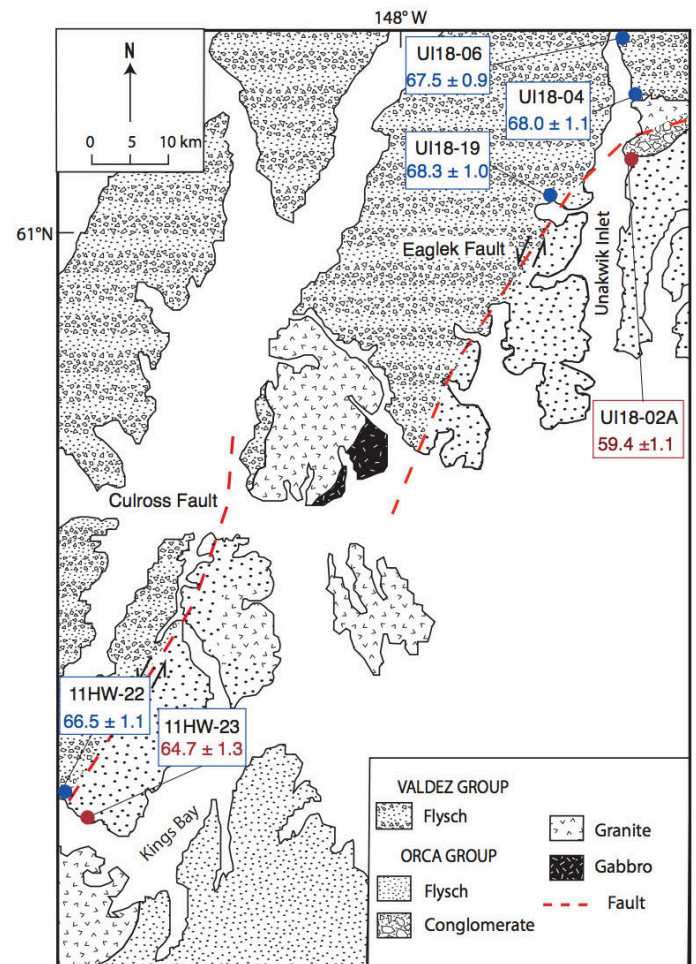 148° W
N
0 5 10 km
UI18-06
67.5 ± 0.9
UI18-04
68.0 ± 1.1
UI18-19
68.3 ± 1.0
61°N
Eaglek Fault
Unakwik Inlet
UI18-02A
59.4 ±1.1
Culross Fault
11HW-22
66.5 ± 1.1
11HW-23
64.7 ± 1.3
Kings Bay
VALDEZ GROUP
Flysch
ORCA GROUP
Flysch
Conglomerate
Granite
Gabbro
Fault